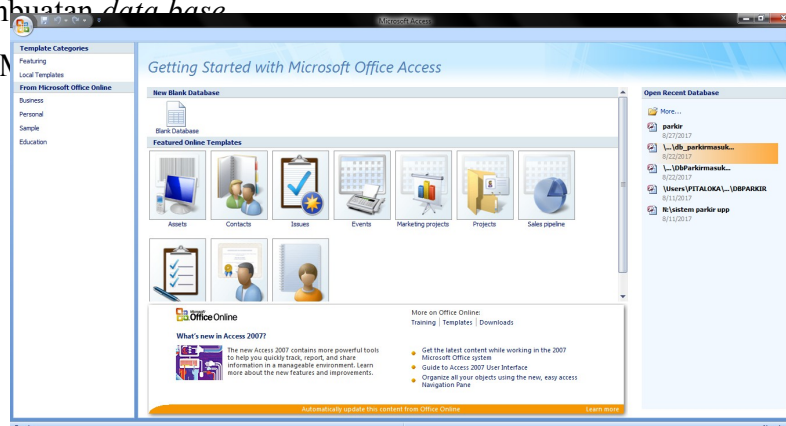 nbuatan data base
Microsoft Access
M
Template Categories
Featuring
Local Templates
From Microsoft Office Online
Business
Personal
Sample
Education
Getting Started with Microsoft Office Access
New Blank Database
Blank Database
Featured Online Templates
Assets
Contacts
Issues
Events
Marketing projects
Projects
Sales pipeline
Microsoft
Office Online
What's new in Access 2007?
The new Access 2007 contains more powerful tools
to help you quickly track, report, and share
information in a manageable environment. Learn
more about the new features and improvements.
More on Office Online:
Training | Templates | Downloads
Get the latest content while working in the 2007
Microsoft Office system
Guide to Access 2007 User Interface
Organize all your objects using the new, easy access
Navigation Pane
Automatically update this content from Office Online
Learn more
Open Recent Database
More...
parkir
8/27/2017
\...\db_parkirmasuk...
8/22/2017
\...\DbParkirmasuk...
8/22/2017
\Users\PITALOKA\...\DBPARKIR
8/11/2017
N:\sistem parkir upp
8/11/2017